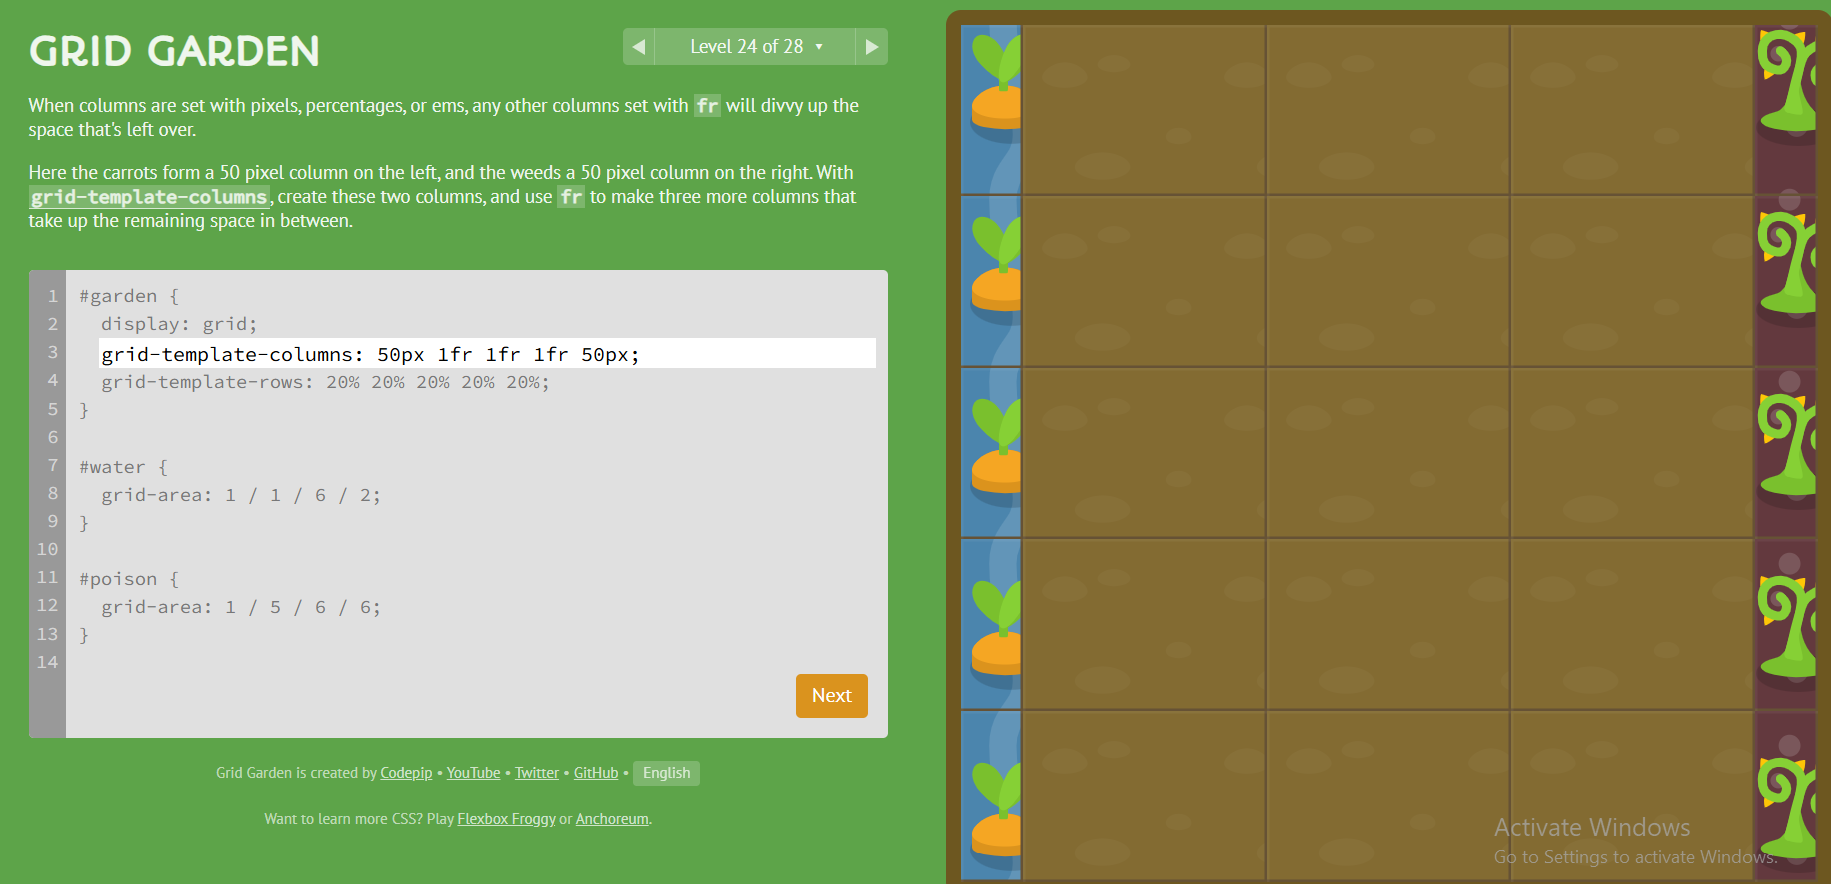 GRID GARDEN
◀ Level 24 of 28 ▼ ▶
When columns are set with pixels, percentages, or ems, any other columns set with fr will divvy up the
space that's left over.
Here the carrots form a 50 pixel column on the left, and the weeds a 50 pixel column on the right. With
grid-template-columns, create these two columns, and use fr to make three more columns that
take up the remaining space in between.
1 #garden {
2 display: grid;
3 grid-template-columns: 50px 1fr 1fr 1fr 50px;
4 grid-template-rows: 20% 20% 20% 20% 20%;
5 }
6
7 #water {
8 grid-area: 1 / 1 / 6 / 2;
9 }
10
11 #poison {
12 grid-area: 1 / 5 / 6 / 6;
13 }
14
Next
Grid Garden is created by Codepip • YouTube • Twitter • GitHub • English
Want to learn more CSS? Play Flexbox Froggy or Anchoreum.
Activate Windows
Go to Settings to activate Windows.